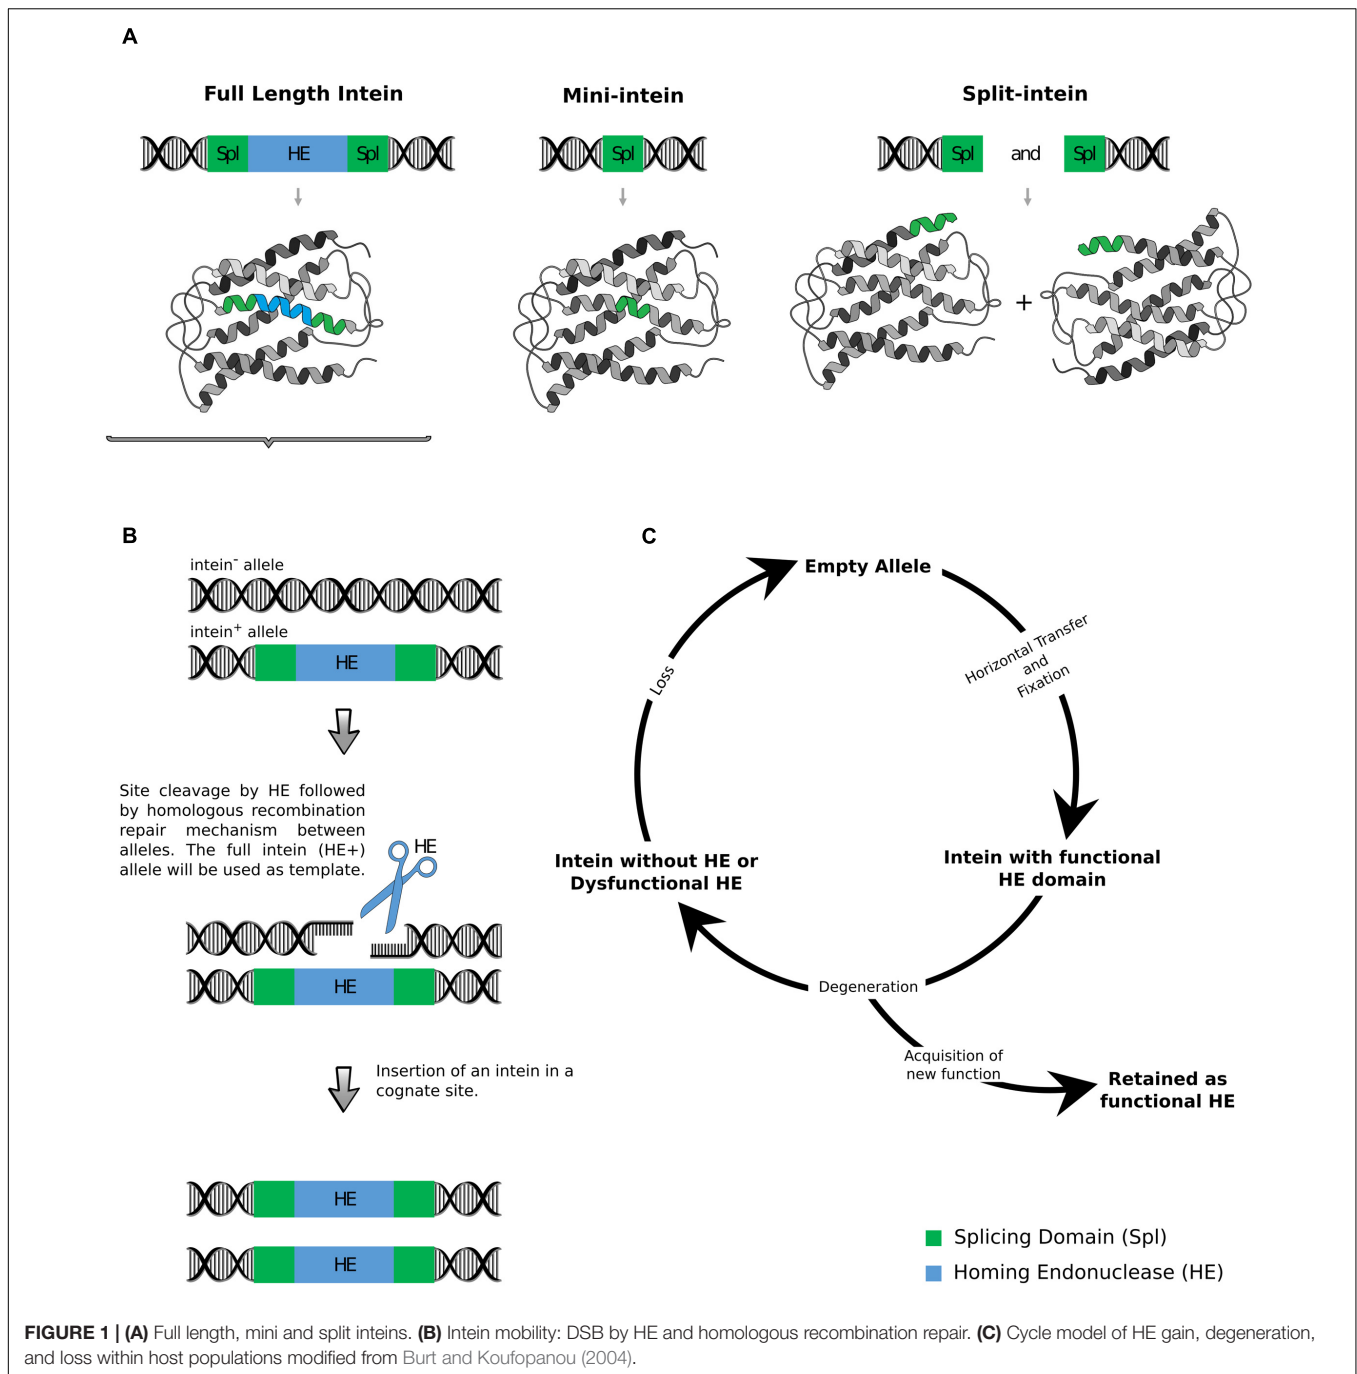 A
Full Length Intein
Mini-intein
Split-intein
Spl HE Spl
Spl
Spl and Spl
+
B
intein- allele
intein+ allele
HE
Site cleavage by HE followed
by homologous recombination
repair mechanism between
alleles. The full intein (HE+)
allele will be used as template.
HE
HE
Insertion of an intein in a
cognate site.
HE
HE
C
Empty Allele
Horizontal Transfer
and
Fixation
Intein with functional
HE domain
Degeneration
Acquisition of
new function
Retained as
functional HE
Intein without HE or
Dysfunctional HE
Loss
Splicing Domain (Spl)
Homing Endonuclease (HE)
FIGURE 1 | (A) Full length, mini and split inteins. (B) Intein mobility: DSB by HE and homologous recombination repair. (C) Cycle model of HE gain, degeneration,
and loss within host populations modified from Burt and Koufopanou (2004).